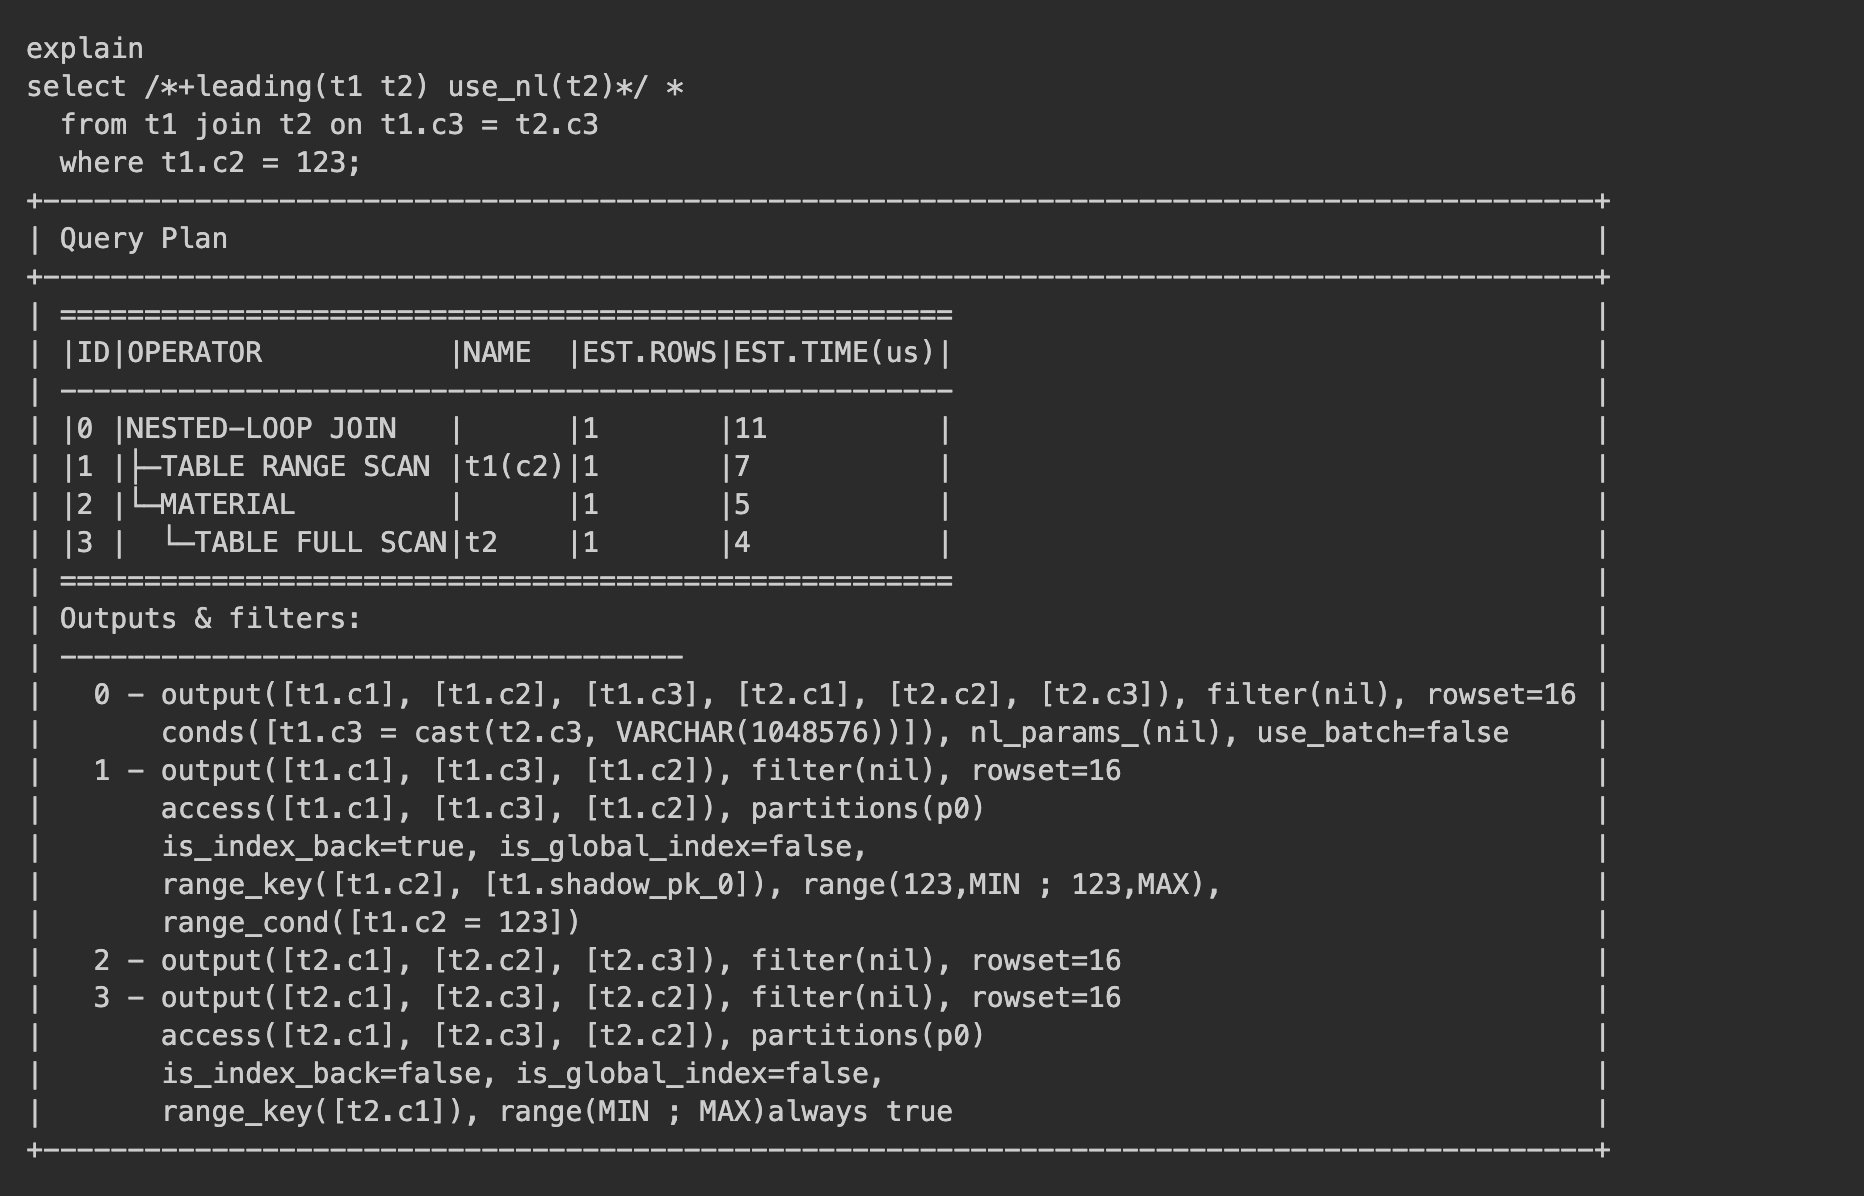 explain
select /*+leading(t1 t2) use_nl(t2)*/ *
  from t1 join t2 on t1.c3 = t2.c3
  where t1.c2 = 123;
+--------------------------------------------------------------------------------------------+
| Query Plan                                                                                 |
+--------------------------------------------------------------------------------------------+
| =====================================================                                      |
| |ID|OPERATOR           |NAME  |EST.ROWS|EST.TIME(us)|                                      |
| -----------------------------------------------------                                      |
| |0 |NESTED-LOOP JOIN   |      |1       |11          |                                      |
| |1 |├─TABLE RANGE SCAN |t1(c2)|1       |7           |                                      |
| |2 |└─MATERIAL         |      |1       |5           |                                      |
| |3 |  └─TABLE FULL SCAN|t2    |1       |4           |                                      |
| =====================================================                                      |
| Outputs & filters:                                                                         |
| -------------------------------------                                                      |
|   0 - output([t1.c1], [t1.c2], [t1.c3], [t2.c1], [t2.c2], [t2.c3]), filter(nil), rowset=16 |
|       conds([t1.c3 = cast(t2.c3, VARCHAR(1048576))]), nl_params_(nil), use_batch=false     |
|   1 - output([t1.c1], [t1.c3], [t1.c2]), filter(nil), rowset=16                            |
|       access([t1.c1], [t1.c3], [t1.c2]), partitions(p0)                                    |
|       is_index_back=true, is_global_index=false,                                           |
|       range_key([t1.c2], [t1.shadow_pk_0]), range(123,MIN ; 123,MAX),                      |
|       range_cond([t1.c2 = 123])                                                            |
|   2 - output([t2.c1], [t2.c2], [t2.c3]), filter(nil), rowset=16                            |
|   3 - output([t2.c1], [t2.c3], [t2.c2]), filter(nil), rowset=16                            |
|       access([t2.c1], [t2.c3], [t2.c2]), partitions(p0)                                    |
|       is_index_back=false, is_global_index=false,                                          |
|       range_key([t2.c1]), range(MIN ; MAX)always true                                      |
+--------------------------------------------------------------------------------------------+